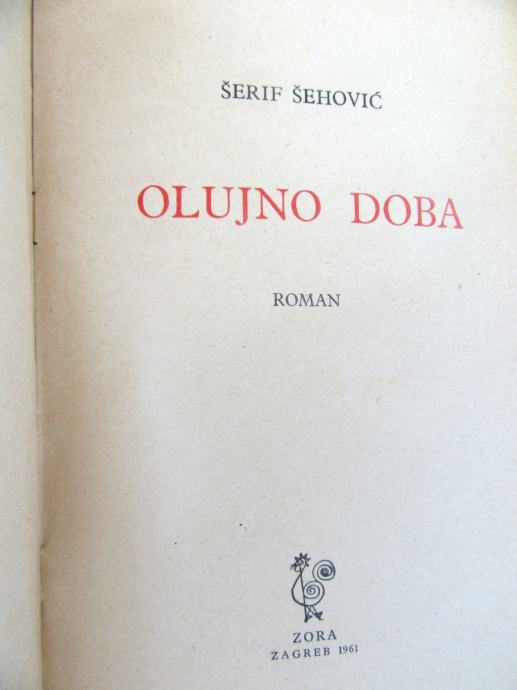 ŠERIF ŠEHOVIĆ
OLUJNO DOBA
ROMAN
ZORA
ZAGREB 1961